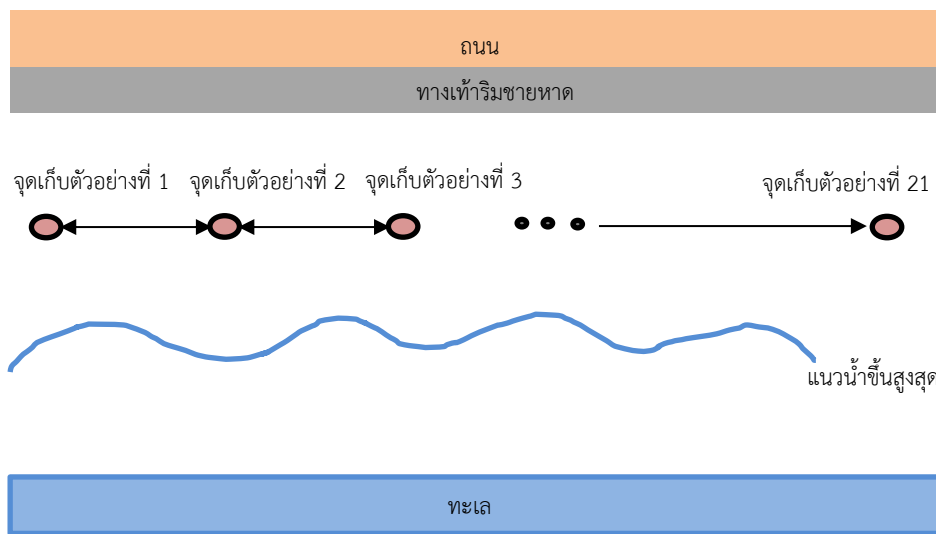 ถนน
ทางเท้าริมชายหาด
จุดเก็บตัวอย่างที่ 1 จุดเก็บตัวอย่างที่ 2 จุดเก็บตัวอย่างที่ 3 จุดเก็บตัวอย่างที่ 21
แนวน้ำขึ้นสูงสุด
ทะเล